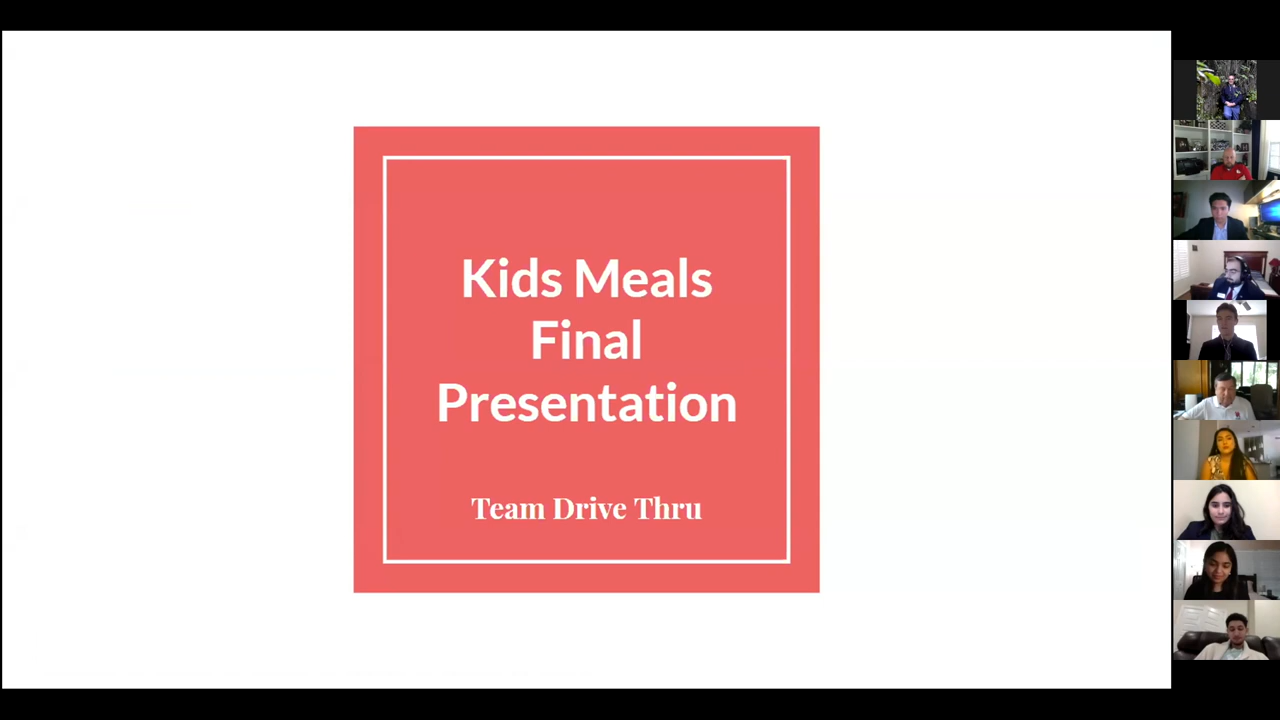 Kids Meals
Final
Presentation
Team Drive Thru